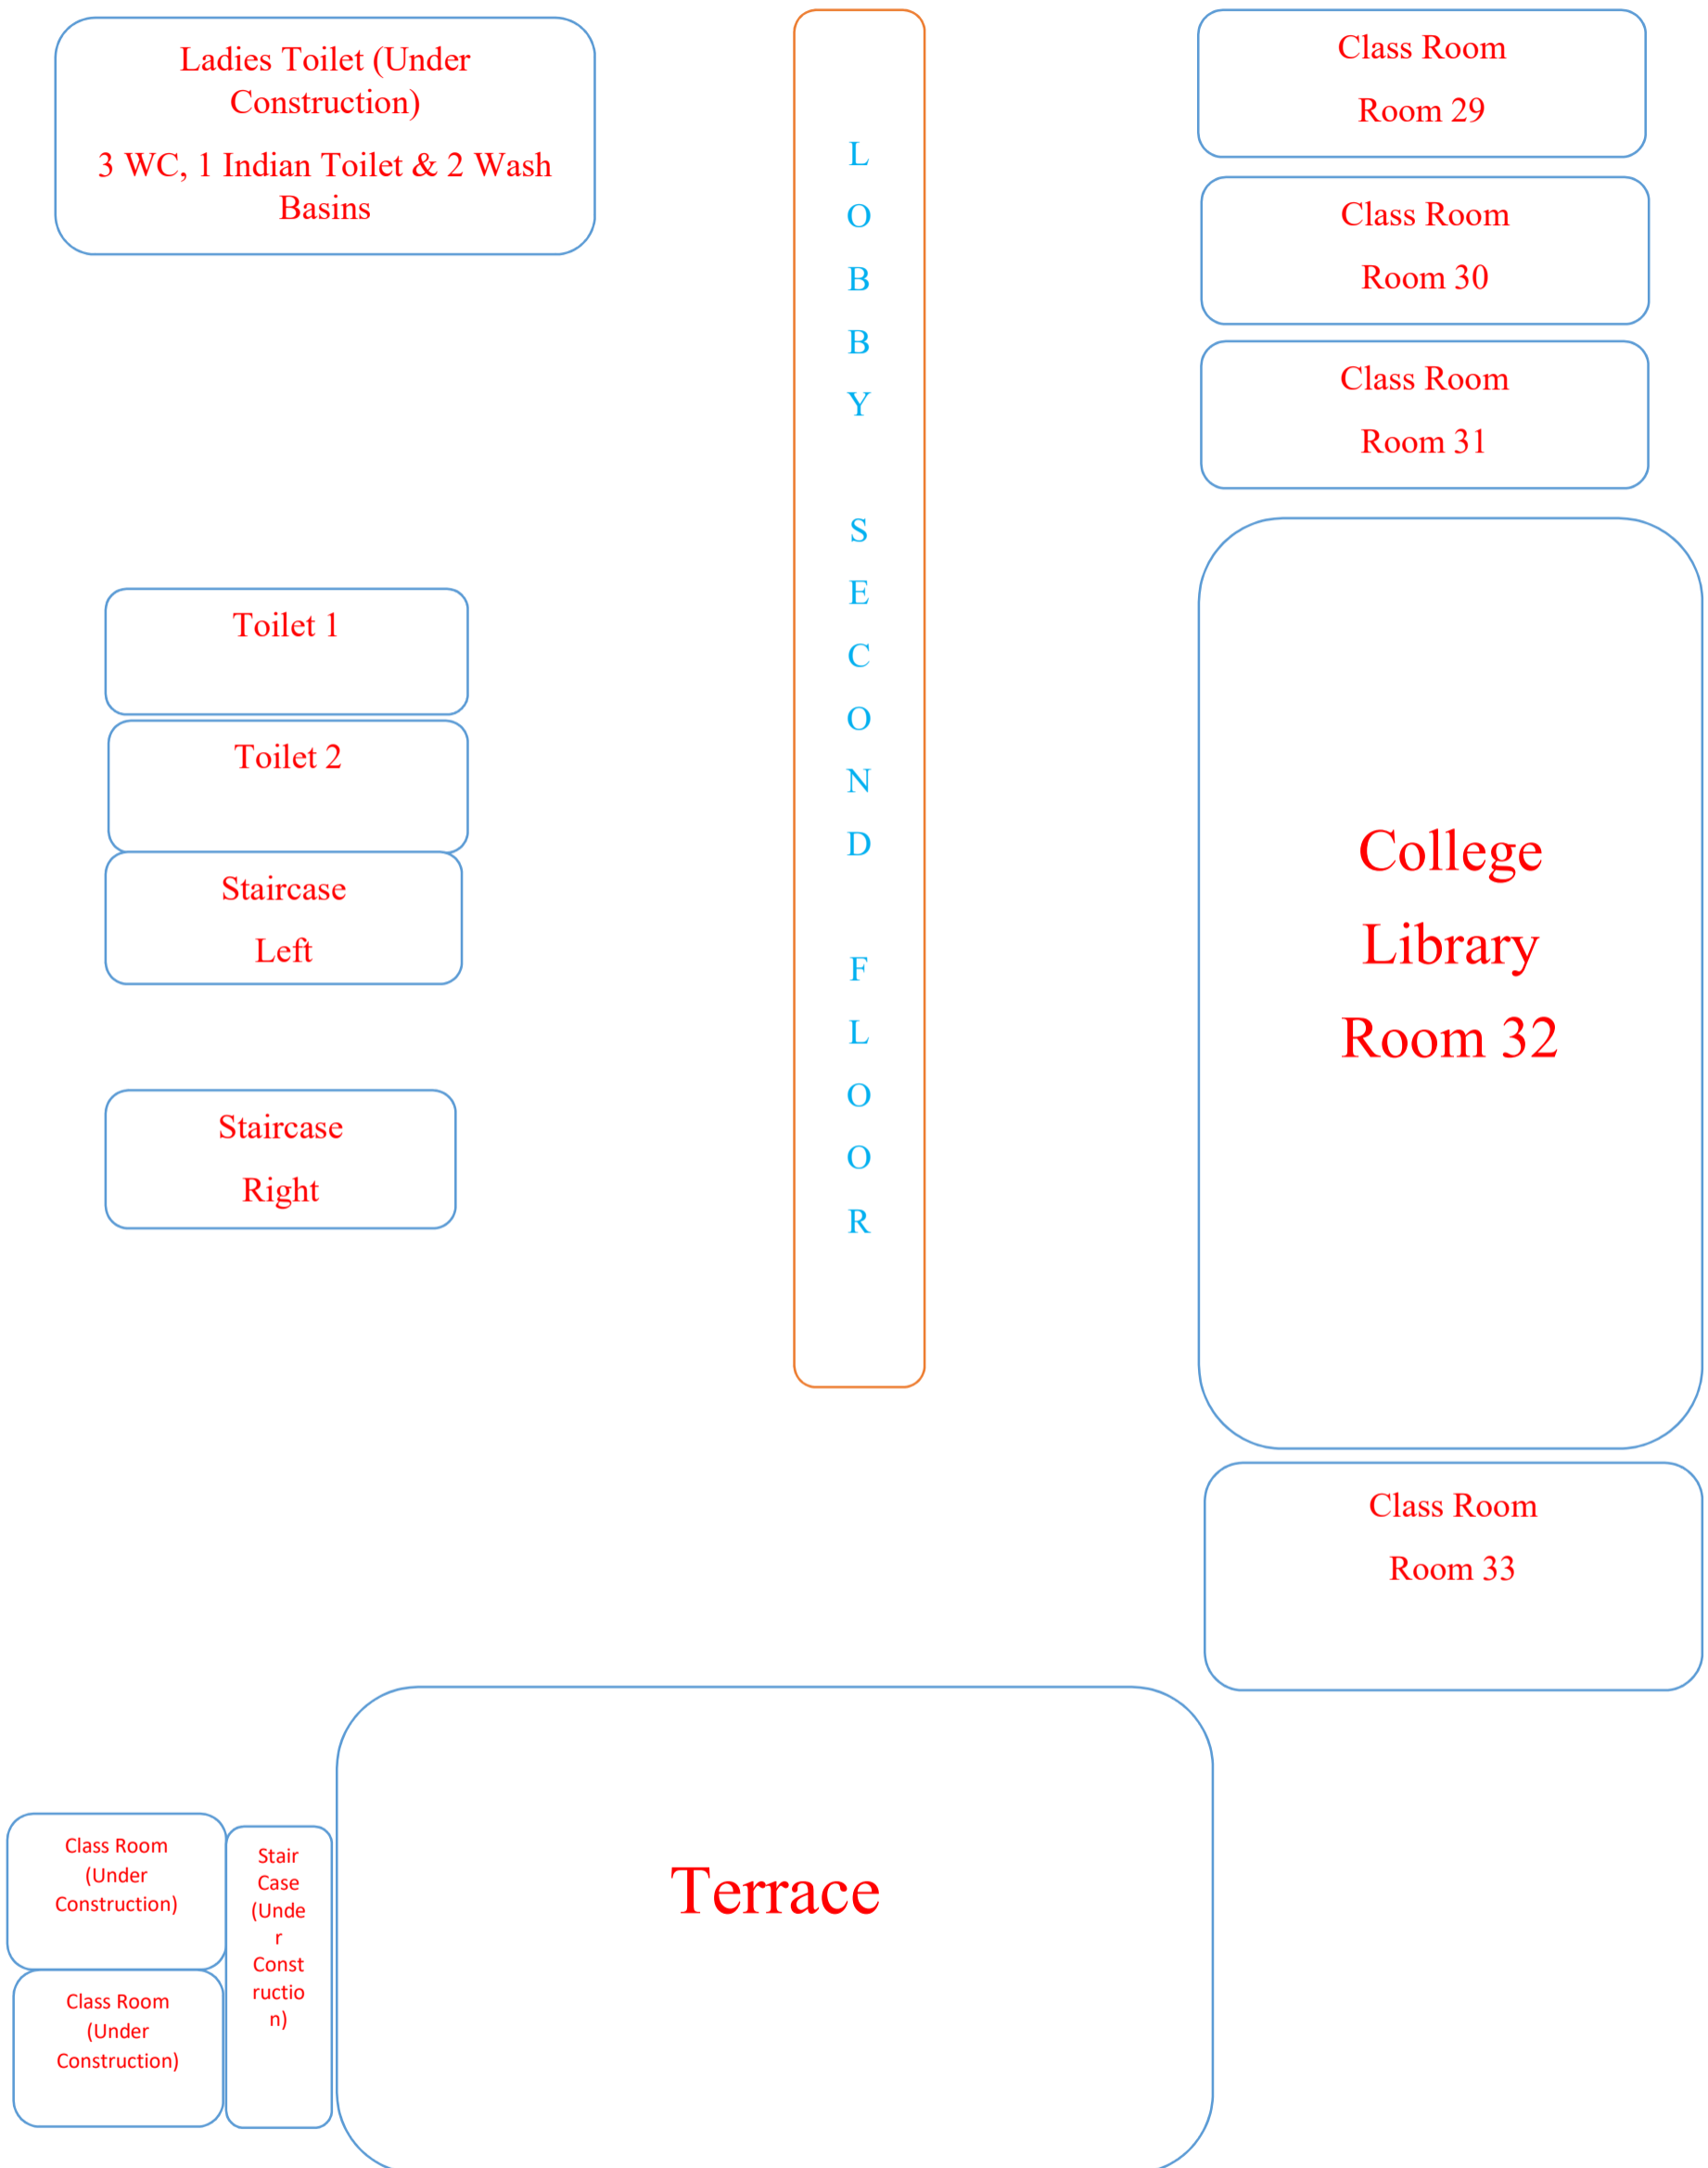 Ladies Toilet (Under
Construction)
3 WC, 1 Indian Toilet & 2 Wash
Basins
L
O
B
B
Y
S
E
C
O
N
D
F
L
O
O
R
Class Room
Room 29
Class Room
Room 30
Class Room
Room 31
Toilet 1
Toilet 2
Staircase
Left
Staircase
Right
College
Library
Room 32
Class Room
Room 33
Class Room
(Under
Construction)
Class Room
(Under
Construction)
Stair
Case
(Unde
r
Const
ructio
n)
Terrace